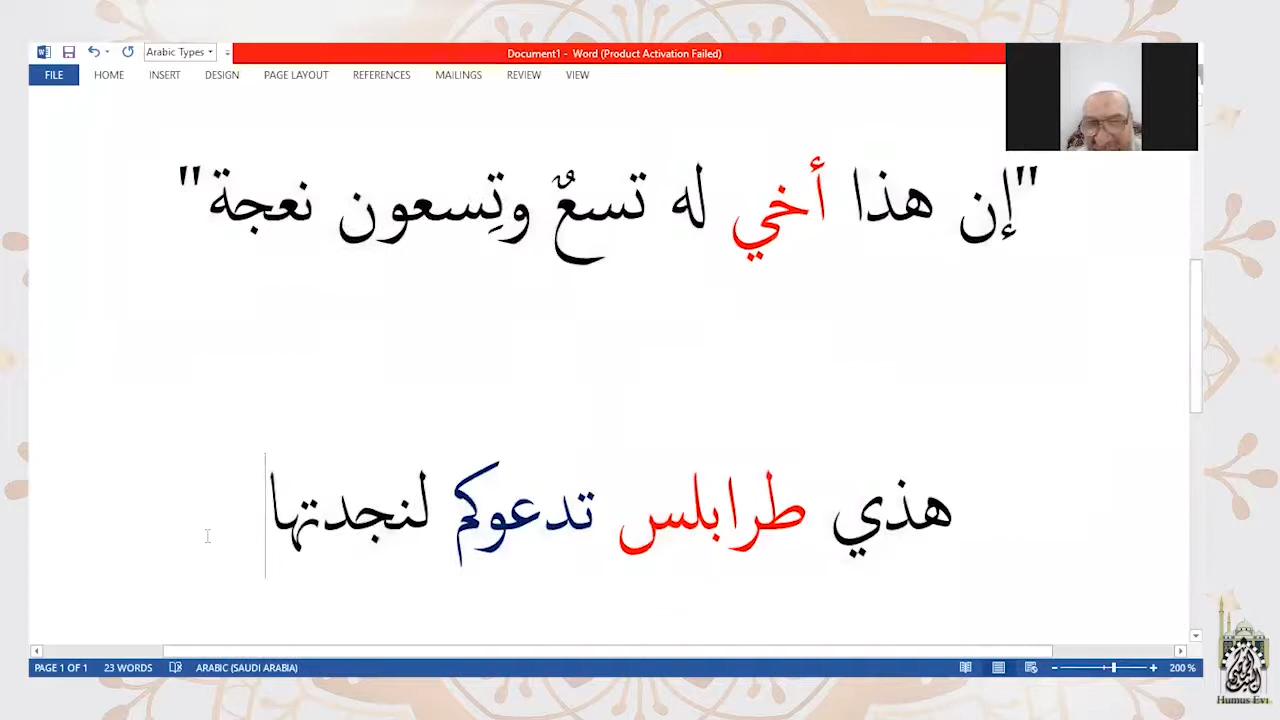 Arabic Types
Document1 - Word (Product Activation Failed)
FILE HOME INSERT DESIGN PAGE LAYOUT REFERENCES MAILINGS REVIEW VIEW
"إن هذا أخي له تسعٌ وتِسعون نعجة"
هذي طرابلس تدعوكم لنجدتها
PAGE 1 OF 1 23 WORDS ARABIC (SAUDI ARABIA) 200 %
Humus Evi